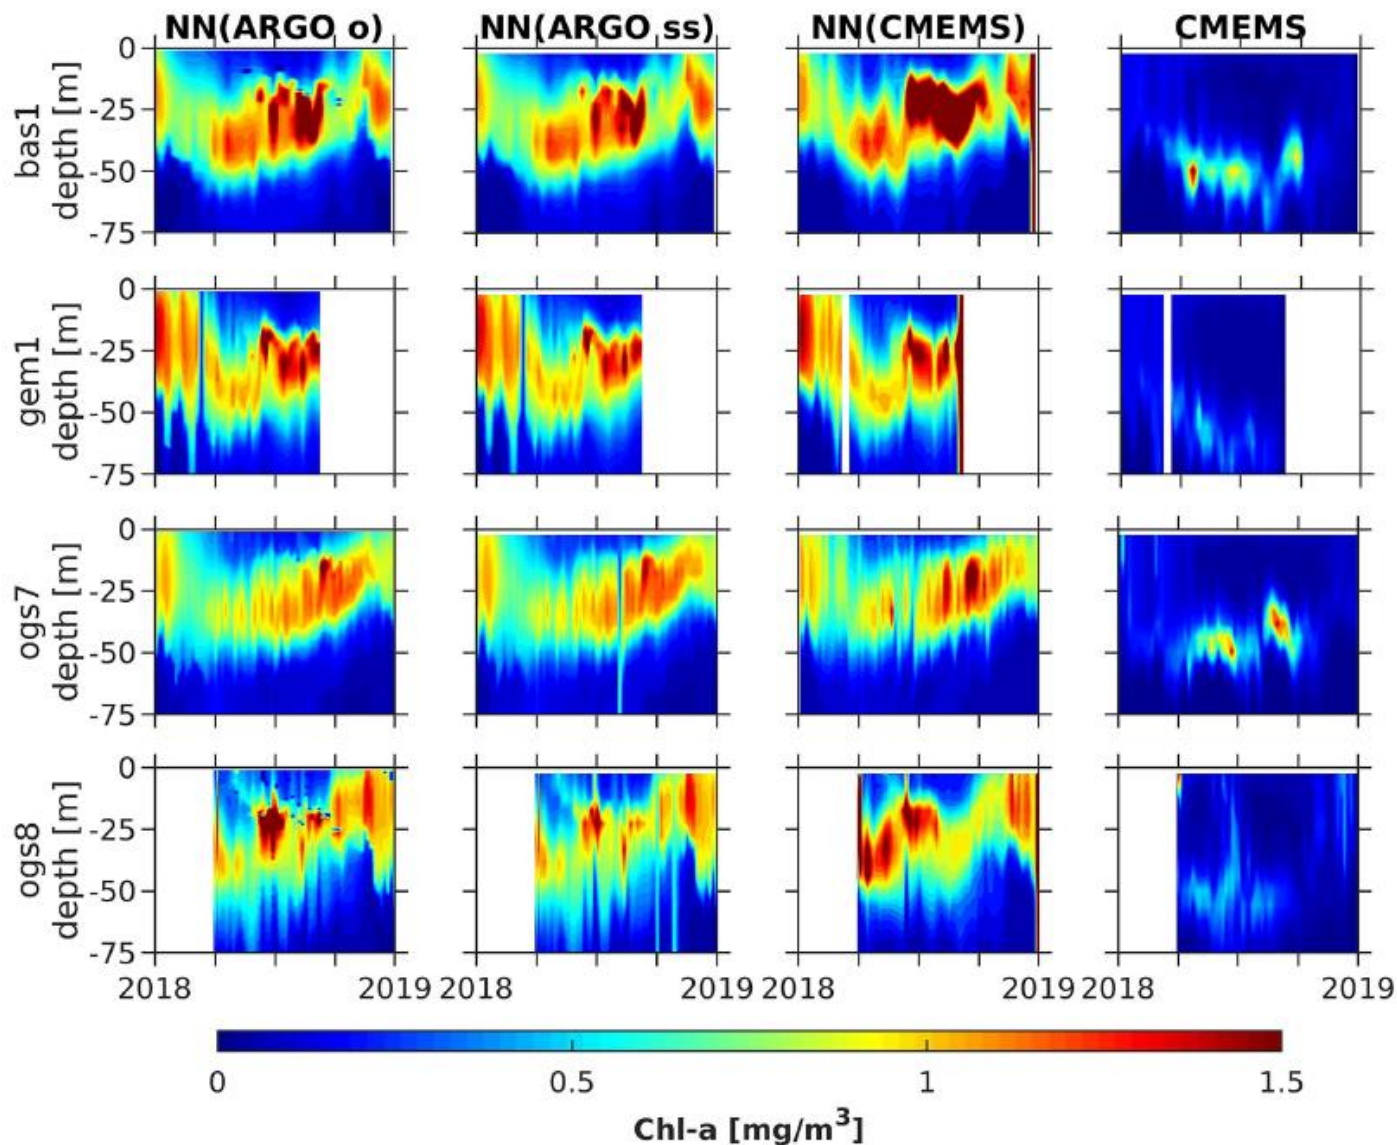 NN(ARGO o) NN(ARGO ss) NN(CMEMS) CMEMS
0
-25
-50
-75
bas1
depth [m]
0
-25
-50
-75
gem1
depth [m]
0
-25
-50
-75
ogs7
depth [m]
0
-25
-50
-75
ogs8
depth [m]
2018 2019 2018 2019 2018 2019 2018 2019
0 0.5 1 1.5
Chl-a [mg/m³]